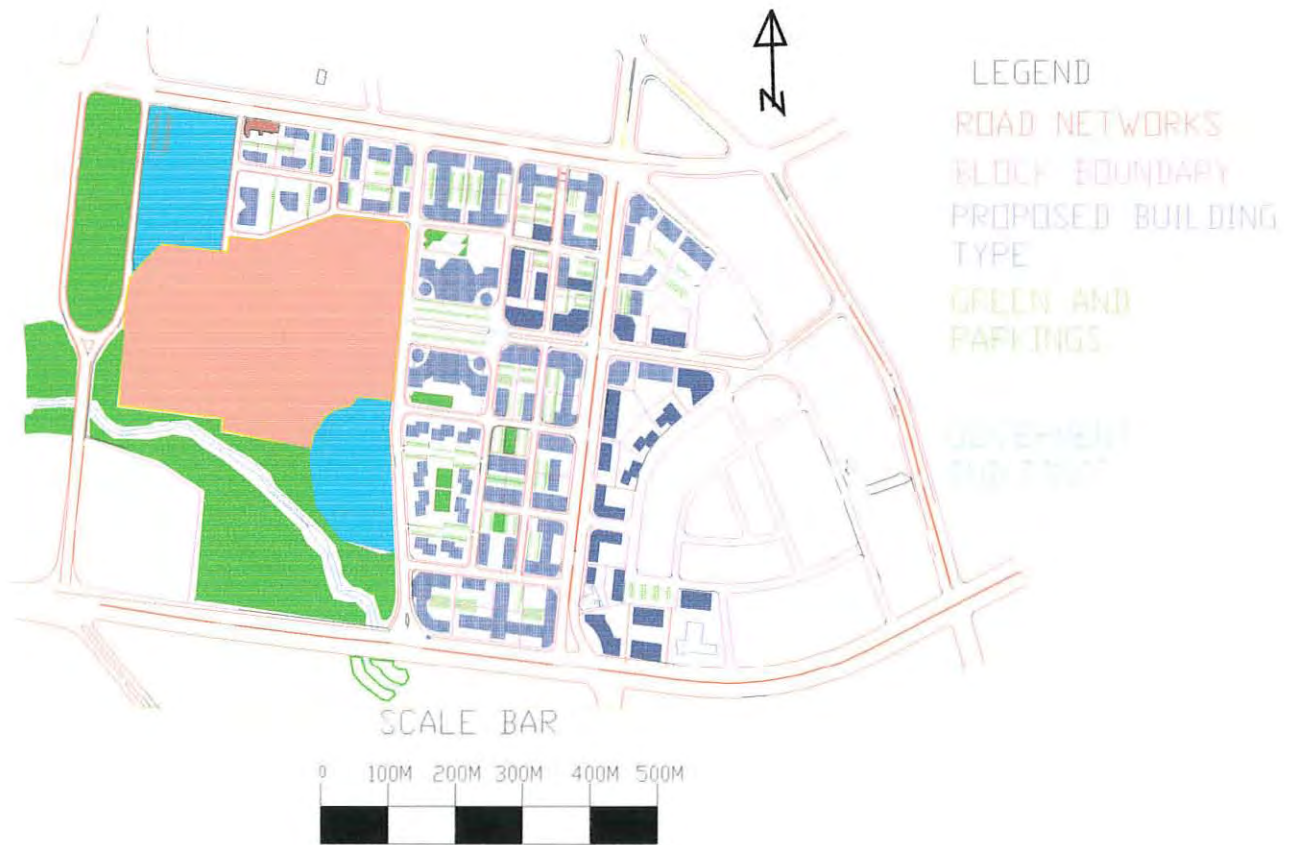 N
LEGEND
ROAD NETWORKS
BLOCK BOUNDARY
PROPOSED BUILDING
TYPE
GREEN AND
PARKINGS
SCALE BAR
0 100M 200M 300M 400M 500M